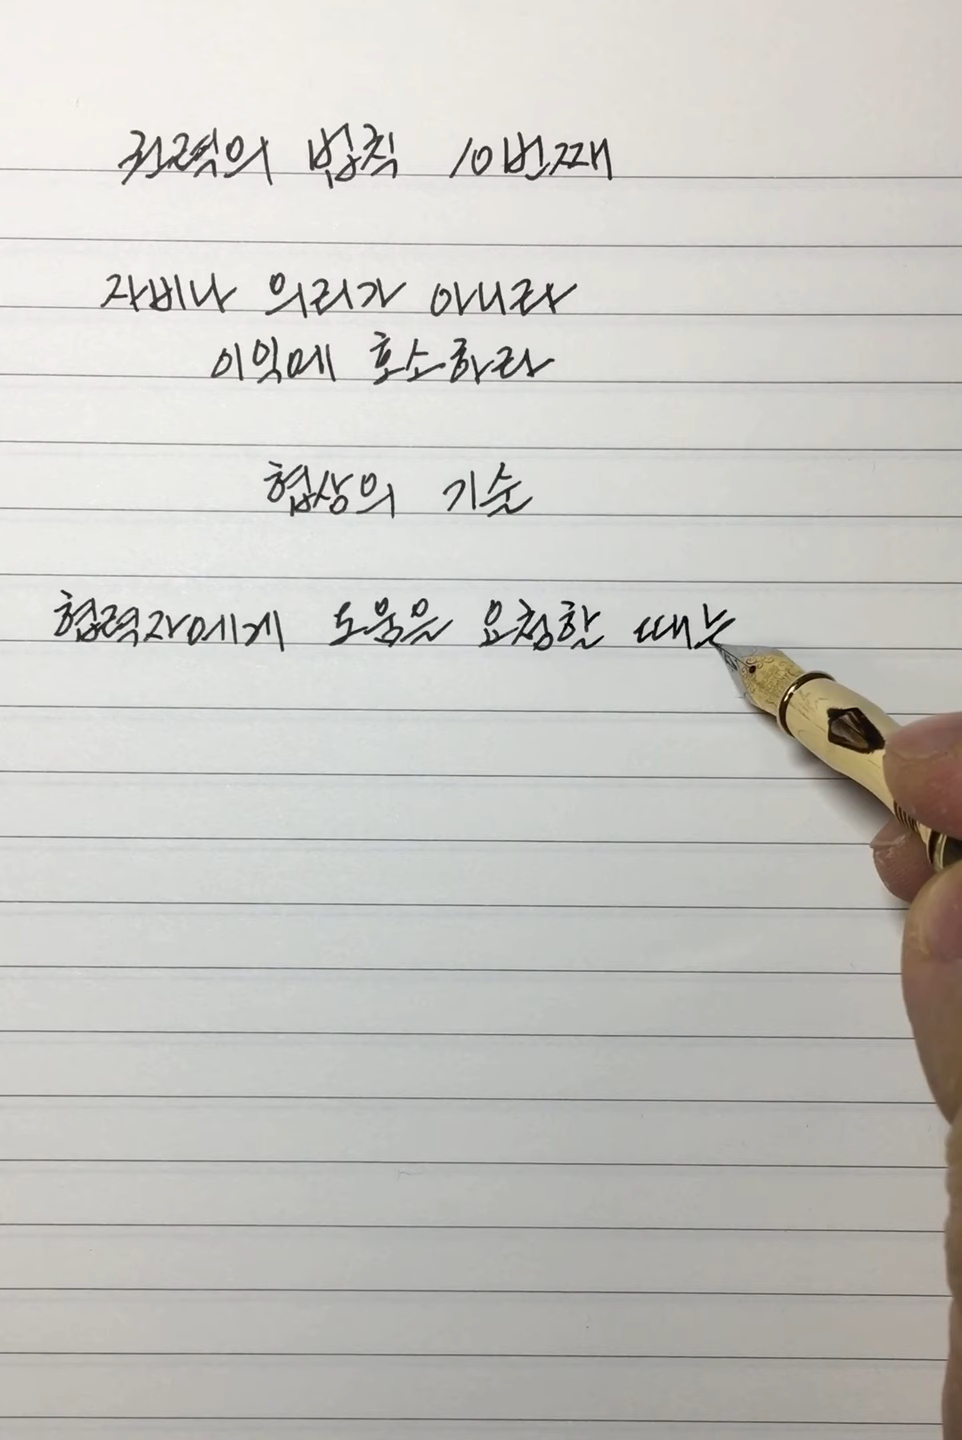 권력의 법칙 10번째
자비나 의리가 아니라
이익에 호소하라
협상의 기술
협력자에게 도움을 요청할 때는